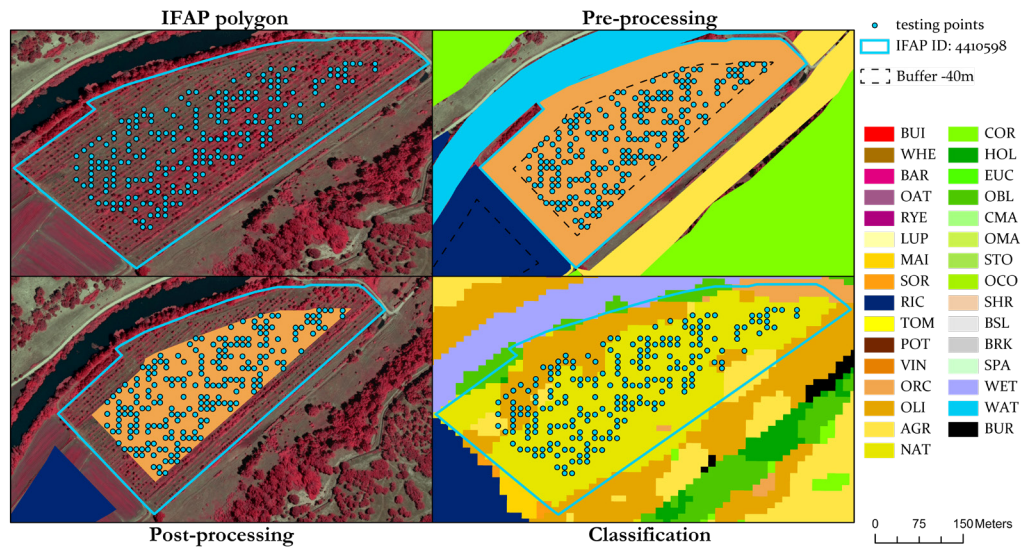 IFAP polygon
Pre-processing
testing points
IFAP ID: 4410598
Buffer -40m
BUI
WHE
BAR
OAT
RYE
LUP
MAI
SOR
RIC
TOM
POT
VIN
ORC
OLI
AGR
NAT
COR
HOL
EUC
OBL
CMA
OMA
STO
OCO
SHR
BSL
BRK
SPA
WET
WAT
BUR
Post-processing
Classification
0 75 150 Meters